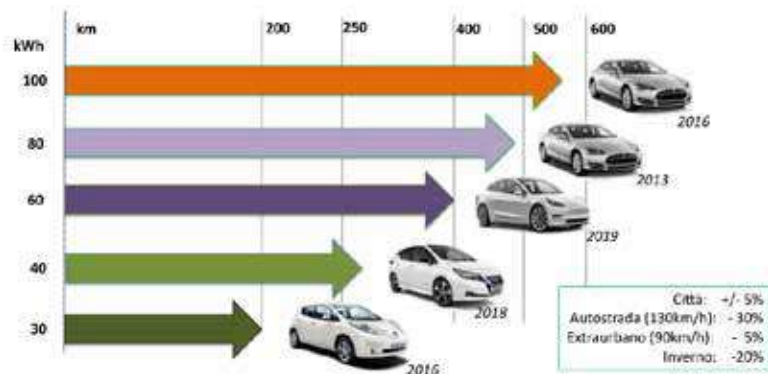 km 200 250 400 500 600
kWh
100
2016
80
2013
60
2019
40
2018
30
2016
Città: +/- 5%
Autostrada (130km/h): - 30%
Extraurbano (90km/h): - 5%
Inverno: -20%